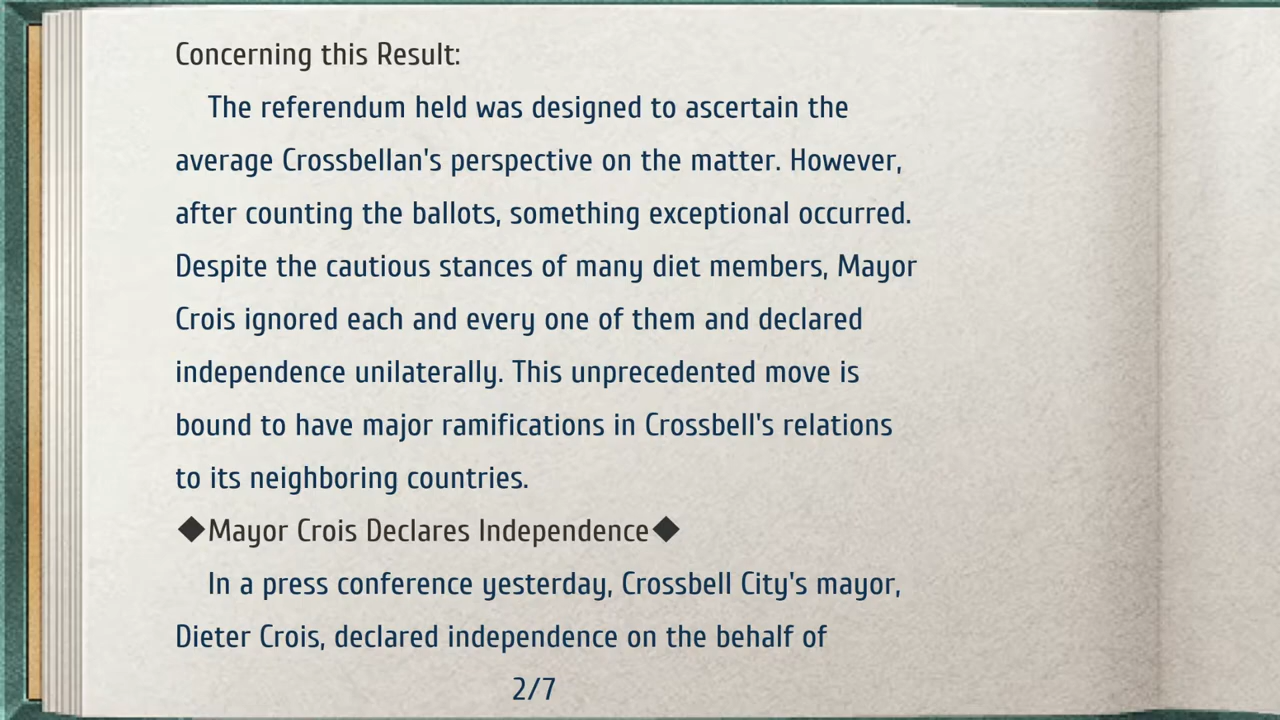 Concerning this Result:
The referendum held was designed to ascertain the
average Crossbellan's perspective on the matter. However,
after counting the ballots, something exceptional occurred.
Despite the cautious stances of many diet members, Mayor
Crois ignored each and every one of them and declared
independence unilaterally. This unprecedented move is
bound to have major ramifications in Crossbell's relations
to its neighboring countries.
◆Mayor Crois Declares Independence◆
In a press conference yesterday, Crossbell City's mayor,
Dieter Crois, declared independence on the behalf of
2/7